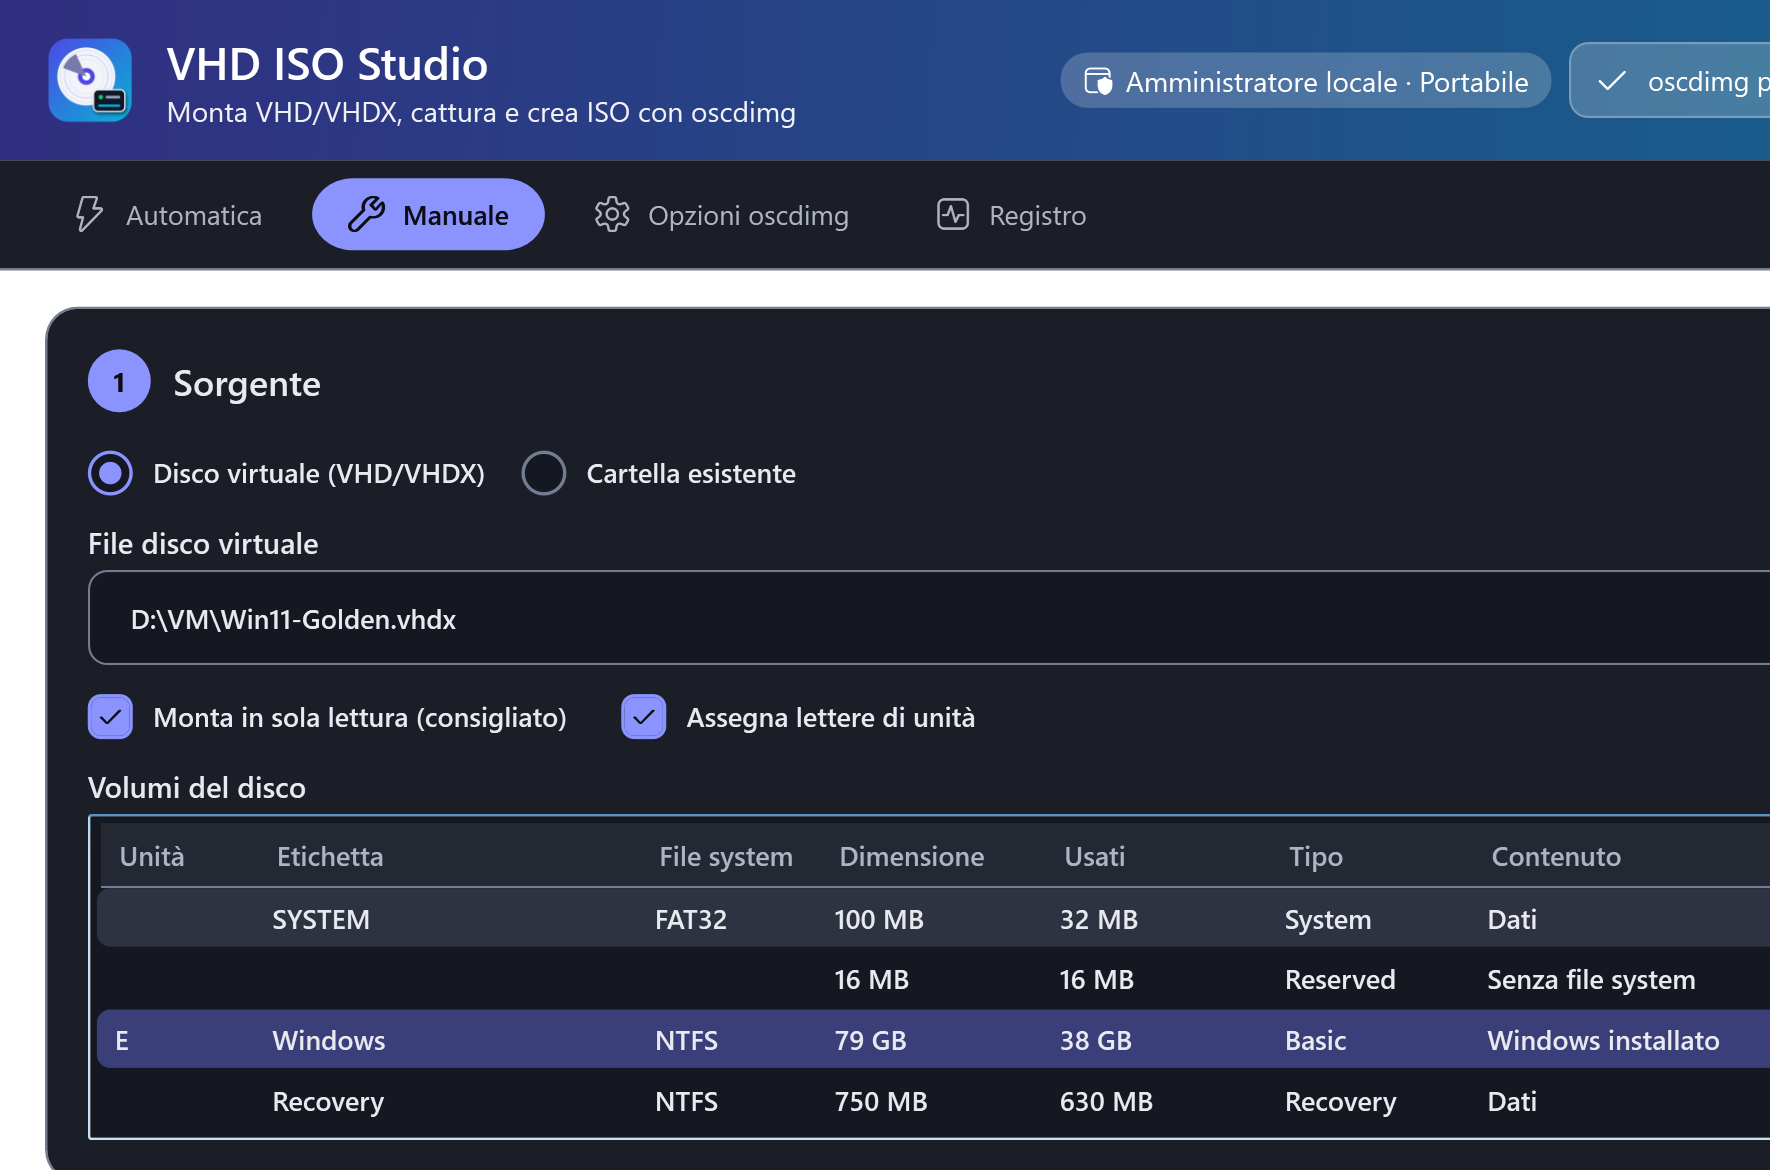 VHD ISO Studio
Monta VHD/VHDX, cattura e crea ISO con oscdimg
Amministratore locale · Portabile
oscdimg
Automatica
Manuale
Opzioni oscdimg
Registro
1
Sorgente
Disco virtuale (VHD/VHDX)
Cartella esistente
File disco virtuale
D:\VM\Win11-Golden.vhdx
Monta in sola lettura (consigliato)
Assegna lettere di unità
Volumi del disco
Unità Etichetta File system Dimensione Usati Tipo Contenuto
SYSTEM FAT32 100 MB 32 MB System Dati
16 MB 16 MB Reserved Senza file system
E Windows NTFS 79 GB 38 GB Basic Windows installato
Recovery NTFS 750 MB 630 MB Recovery Dati